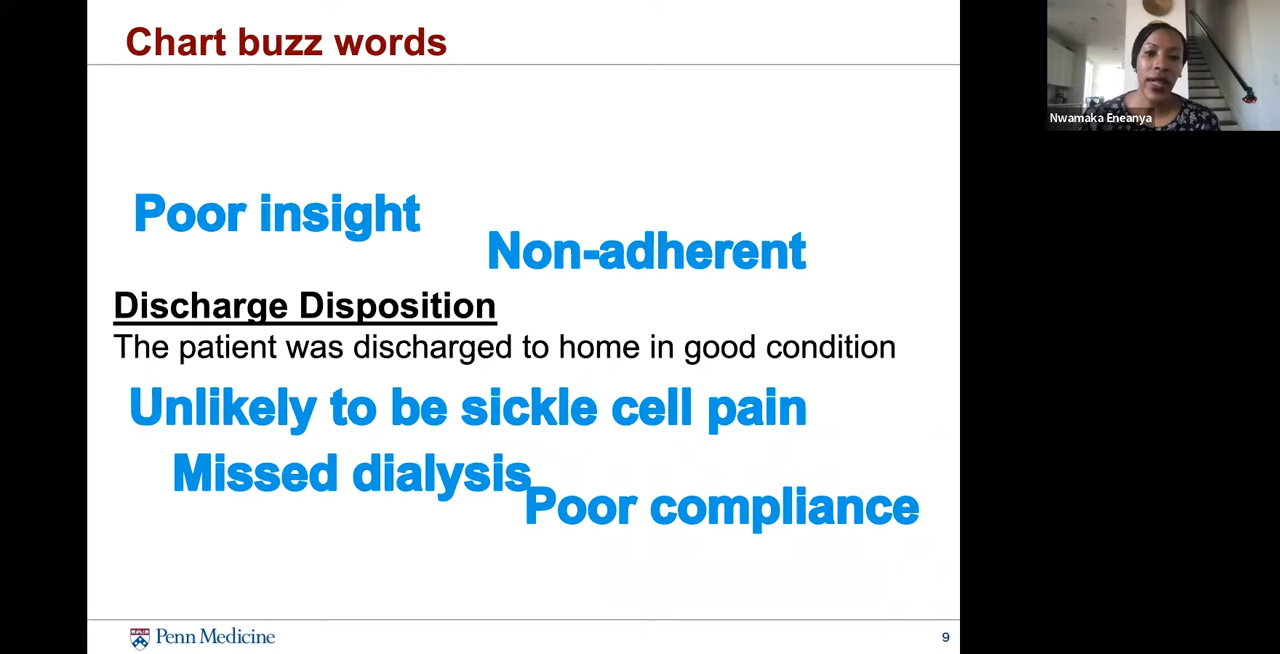 Chart buzz words
Nwamaka Eneanya
Poor insight
Non-adherent
Discharge Disposition
The patient was discharged to home in good condition
Unlikely to be sickle cell pain
Missed dialysis
Poor compliance
Penn Medicine
9